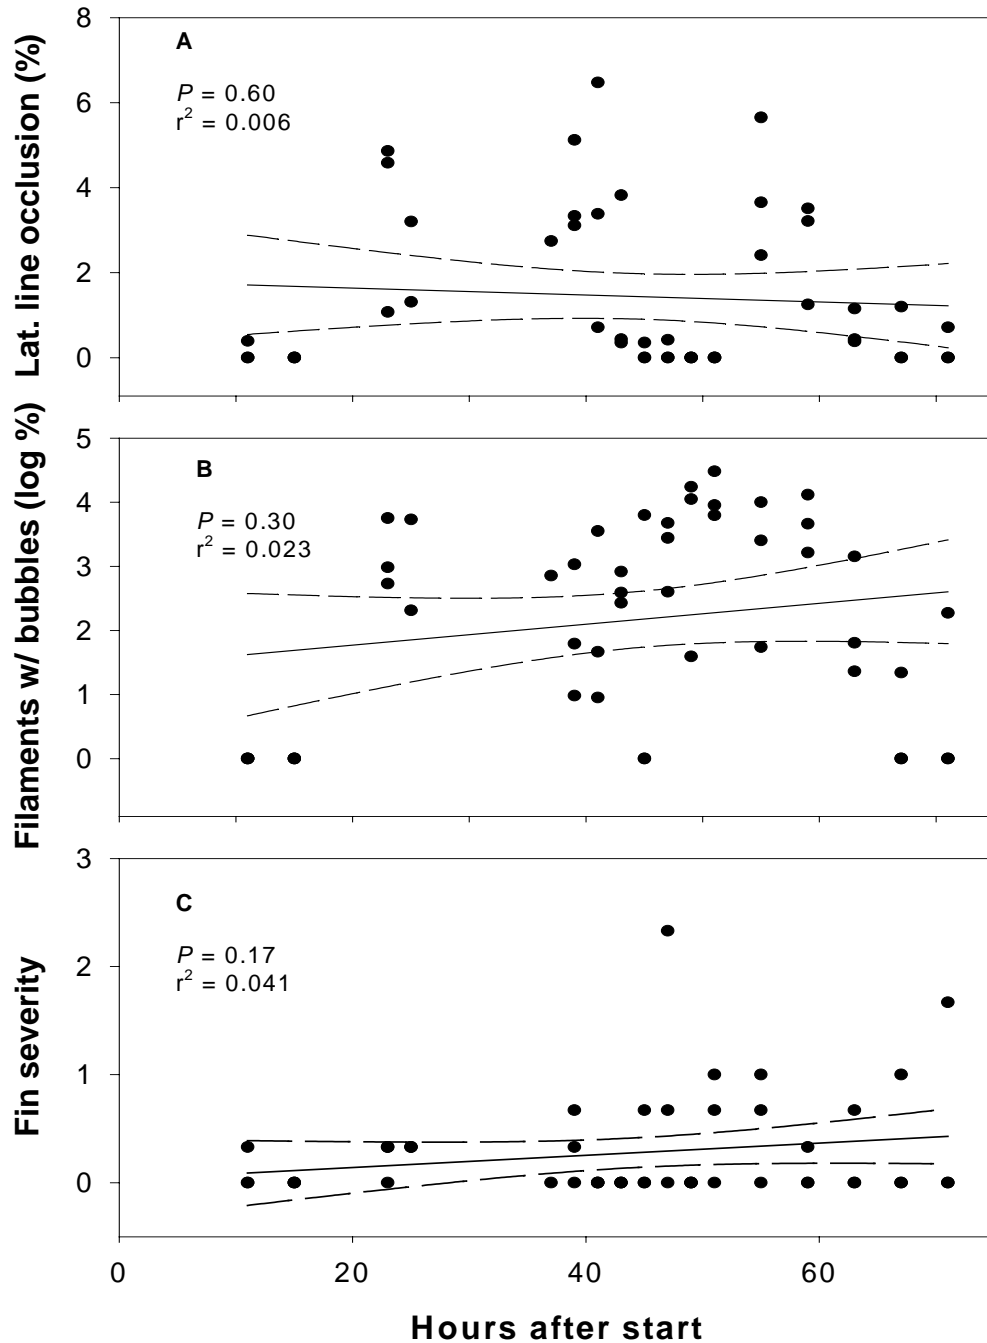 Lat. line occlusion (%)
8
6
4
2
0
A
P = 0.60
r² = 0.006
Filaments w/ bubbles (log %)
5
4
3
2
1
0
B
P = 0.30
r² = 0.023
Fin severity
3
2
1
0
C
P = 0.17
r² = 0.041
0 20 40 60
Hours after start